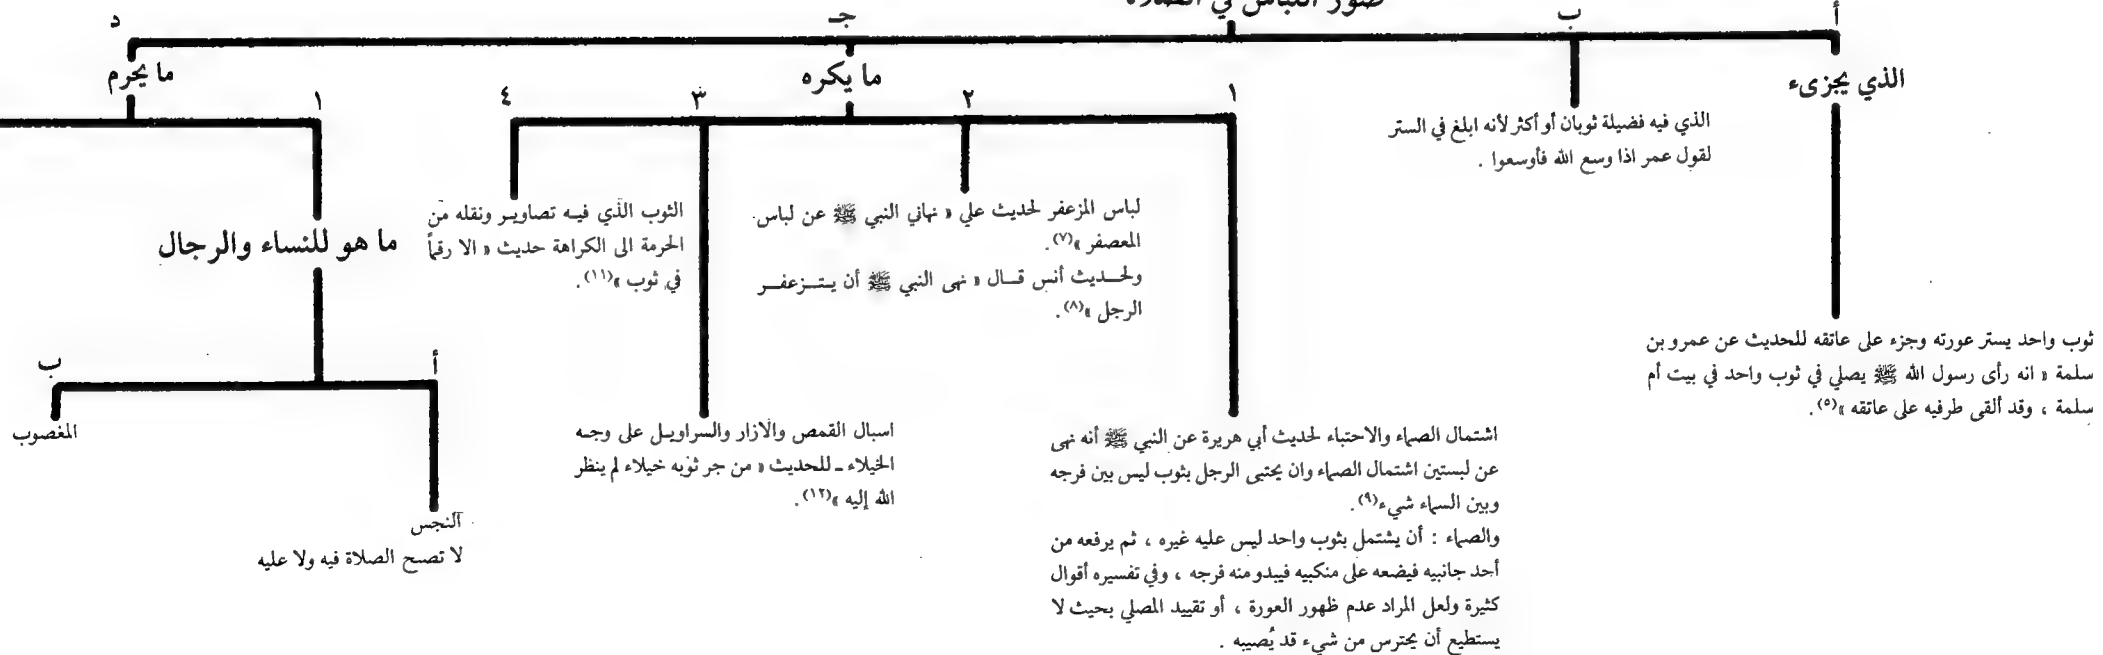 صور اللباس في الصلاة
أ
ب
جـ
د
الذي يجزىء
ثوب واحد يستر عورته وجزء على عاتقه للحديث عن عمرو بن
سلمة « انه رأى رسول الله ﷺ يصلي في ثوب واحد في بيت أم
سلمة ، وقد ألقى طرفيه على عاتقه »(٥).
الذي فيه فضيلة ثوبان أو أكثر لأنه ابلغ في الستر
لقول عمر اذا وسع الله فأوسعوا .
ما يكره
١
٢
٣
٤
اشتمال الصماء والاحتباء لحديث أبي هريرة عن النبي ﷺ أنه نهى
عن لبستين اشتمال الصماء وان يحتبى الرجل بثوب ليس بين فرجه
وبين السماء شيء(٩).
والصماء : أن يشتمل بثوب واحد ليس عليه غيره ، ثم يرفعه من
أحد جانبيه فيضعه على منكبيه فيبدو منه فرجه ، وفي تفسيره أقوال
كثيرة ولعل المراد عدم ظهور العورة ، أو تقييد المصلي بحيث لا
يستطيع أن يحترس من شيء قد يُصيبه .
لباس المزعفر لحديث علي « نهاني النبي ﷺ عن لباس
المعصفر »(٧).
ولحـديث أنس قـال « نهى النبي ﷺ أن يـتـزعفـر
الرجل »(٨).
اسبال القمص والازار والسراويـل على وجـه
الخيلاء ـ للحديث « من جر ثوبه خيلاء لم ينظر
الله إليه »(١٢).
الثوب الذي فيـه تصاويـر ونقله من
الحرمة الى الكراهة حديث « الا رقماً
في ثوب »(١١).
ما يحرم
١
ما هو للنساء والرجال
أ
ب
النجس
لا تصح الصلاة فيه ولا عليه
المغصوب